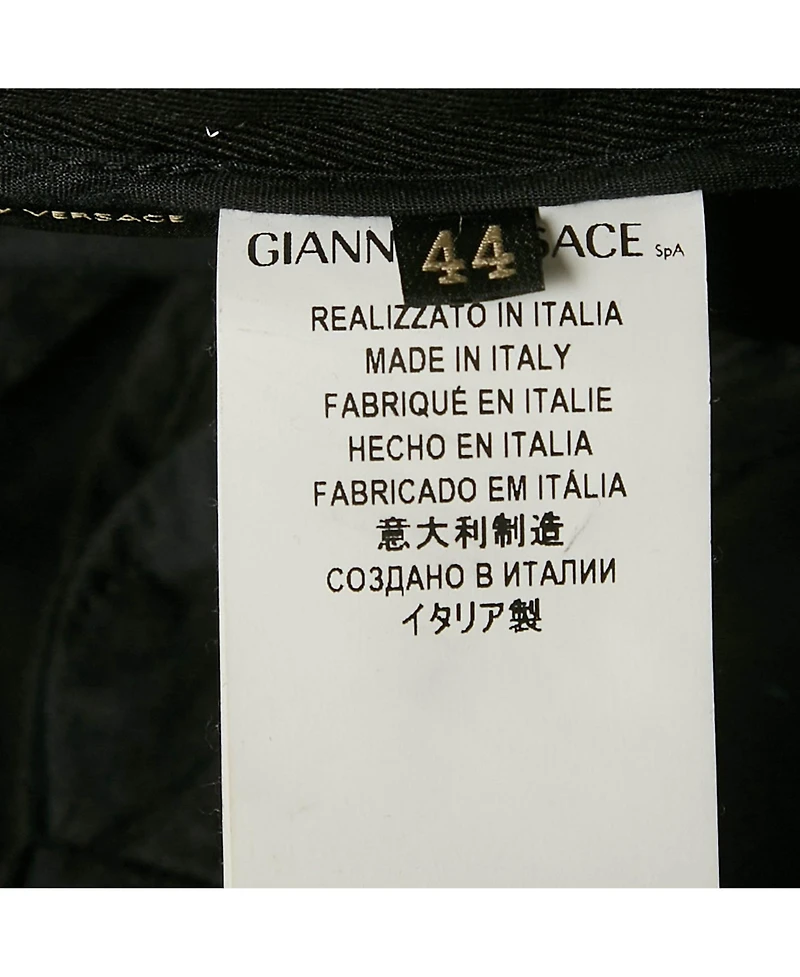 Y VERSACE
GIANN 44 SACE SpA
REALIZZATO IN ITALIA
MADE IN ITALY
FABRIQUÉ EN ITALIE
HECHO EN ITALIA
FABRICADO EM ITÁLIA
意大利制造
СОЗДАНО В ИТАЛИИ
イタリア製